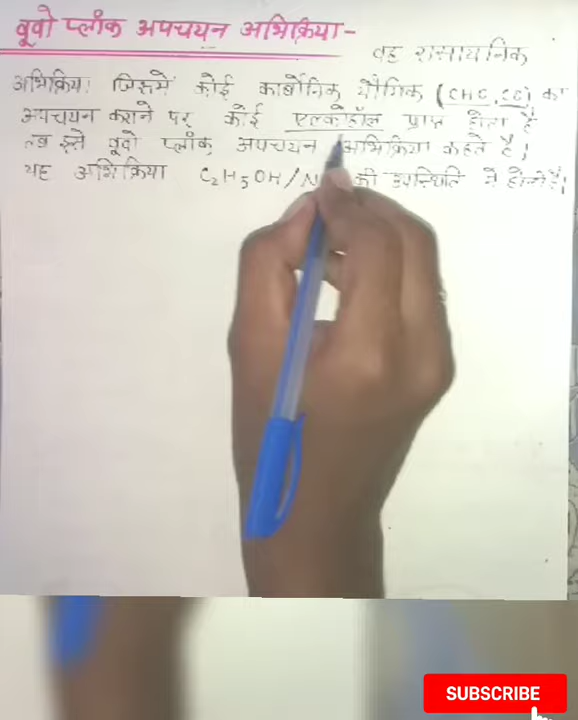 बूवो प्लांक अपचयन अभिक्रिया-
वह रासायनिक
अभिक्रिया जिसमें कोई कार्बोनिक यौगिक (CHO, CO) का
अपचयन कराने पर कोई एल्कोहॉल प्राप्त होता है
तब इसे बूवो प्लांक अपचयन अभिक्रिया कहते है।
यह अभिक्रिया C₂H₅OH/N की उपस्थिति मे होती है।
SUBSCRIBE